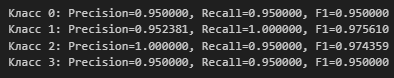 Класс 0: Precision=0.950000, Recall=0.950000, F1=0.950000
Класс 1: Precision=0.952381, Recall=1.000000, F1=0.975610
Класс 2: Precision=1.000000, Recall=0.950000, F1=0.974359
Класс 3: Precision=0.950000, Recall=0.950000, F1=0.950000